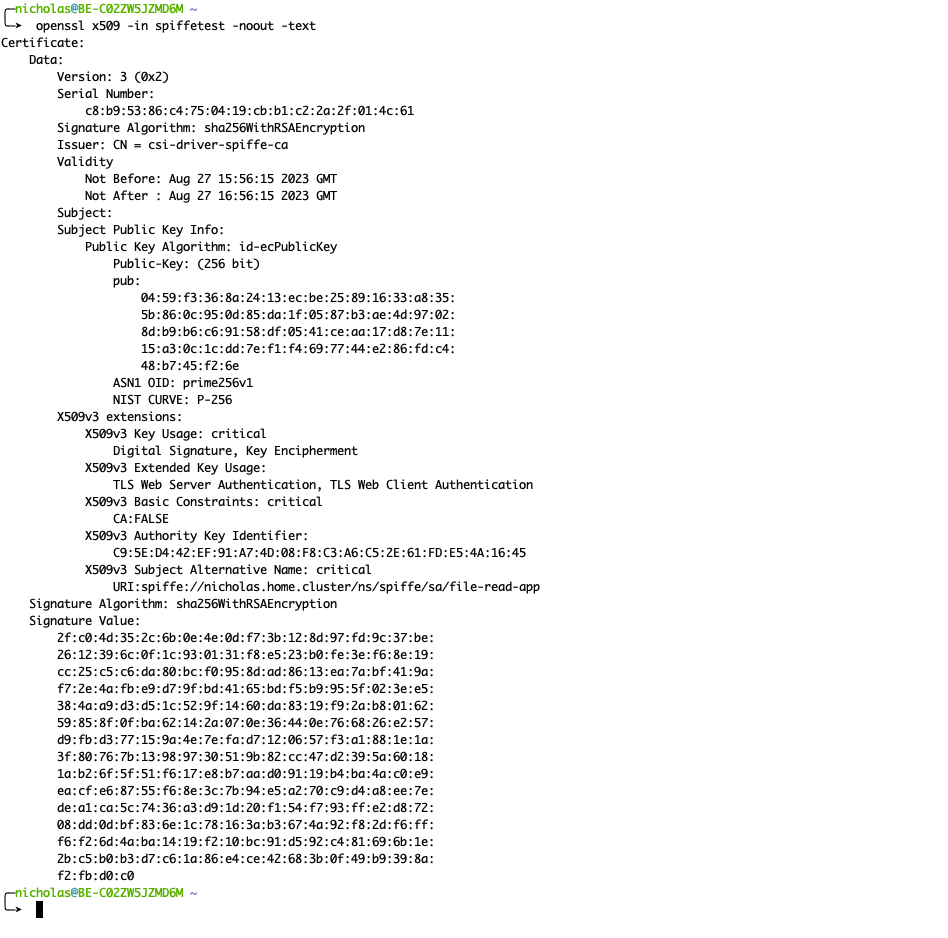 ╭─nicholas@BE-C02ZW5JZMD6M ~
╰─➤  openssl x509 -in spiffetest -noout -text
Certificate:
    Data:
        Version: 3 (0x2)
        Serial Number:
            c8:b9:53:86:c4:75:04:19:cb:b1:c2:2a:2f:01:4c:61
        Signature Algorithm: sha256WithRSAEncryption
        Issuer: CN = csi-driver-spiffe-ca
        Validity
            Not Before: Aug 27 15:56:15 2023 GMT
            Not After : Aug 27 16:56:15 2023 GMT
        Subject:
        Subject Public Key Info:
            Public Key Algorithm: id-ecPublicKey
                Public-Key: (256 bit)
                pub:
                    04:59:f3:36:8a:24:13:ec:be:25:89:16:33:a8:35:
                    5b:86:0c:95:0d:85:da:1f:05:87:b3:ae:4d:97:02:
                    8d:b9:b6:c6:91:58:df:05:41:ce:aa:17:d8:7e:11:
                    15:a3:0c:1c:dd:7e:f1:f4:69:77:44:e2:86:fd:c4:
                    48:b7:45:f2:6e
                ASN1 OID: prime256v1
                NIST CURVE: P-256
        X509v3 extensions:
            X509v3 Key Usage: critical
                Digital Signature, Key Encipherment
            X509v3 Extended Key Usage:
                TLS Web Server Authentication, TLS Web Client Authentication
            X509v3 Basic Constraints: critical
                CA:FALSE
            X509v3 Authority Key Identifier:
                C9:5E:D4:42:EF:91:A7:4D:08:F8:C3:A6:C5:2E:61:FD:E5:4A:16:45
            X509v3 Subject Alternative Name: critical
                URI:spiffe://nicholas.home.cluster/ns/spiffe/sa/file-read-app
    Signature Algorithm: sha256WithRSAEncryption
    Signature Value:
        2f:c0:4d:35:2c:6b:0e:4e:0d:f7:3b:12:8d:97:fd:9c:37:be:
        26:12:39:6c:0f:1c:93:01:31:f8:e5:23:b0:fe:3e:f6:8e:19:
        cc:25:c5:c6:da:80:bc:f0:95:8d:ad:86:13:ea:7a:bf:41:9a:
        f7:2e:4a:fb:e9:d7:9f:bd:41:65:bd:f5:b9:95:5f:02:3e:e5:
        38:4a:a9:d3:d5:1c:52:9f:14:60:da:83:19:f9:2a:b8:01:62:
        59:85:8f:0f:ba:62:14:2a:07:0e:36:44:0e:76:68:26:e2:57:
        d9:fb:d3:77:15:9a:4e:7e:fa:d7:12:06:57:f3:a1:88:1e:1a:
        3f:80:76:7b:13:98:97:30:51:9b:82:cc:47:d2:39:5a:60:18:
        1a:b2:6f:5f:51:f6:17:e8:b7:aa:d0:91:19:b4:ba:4a:c0:e9:
        ea:cf:e6:87:55:f6:8e:3c:7b:94:e5:a2:70:c9:d4:a8:ee:7e:
        de:a1:ca:5c:74:36:a3:d9:1d:20:f1:54:f7:93:ff:e2:d8:72:
        08:dd:0d:bf:83:6e:1c:78:16:3a:b3:67:4a:92:f8:2d:f6:ff:
        f6:f2:6d:4a:ba:14:19:f2:10:bc:91:d5:92:c4:81:69:6b:1e:
        2b:c5:b0:b3:d7:c6:1a:86:e4:ce:42:68:3b:0f:49:b9:39:8a:
        f2:fb:d0:c0
╭─nicholas@BE-C02ZW5JZMD6M ~
╰─➤